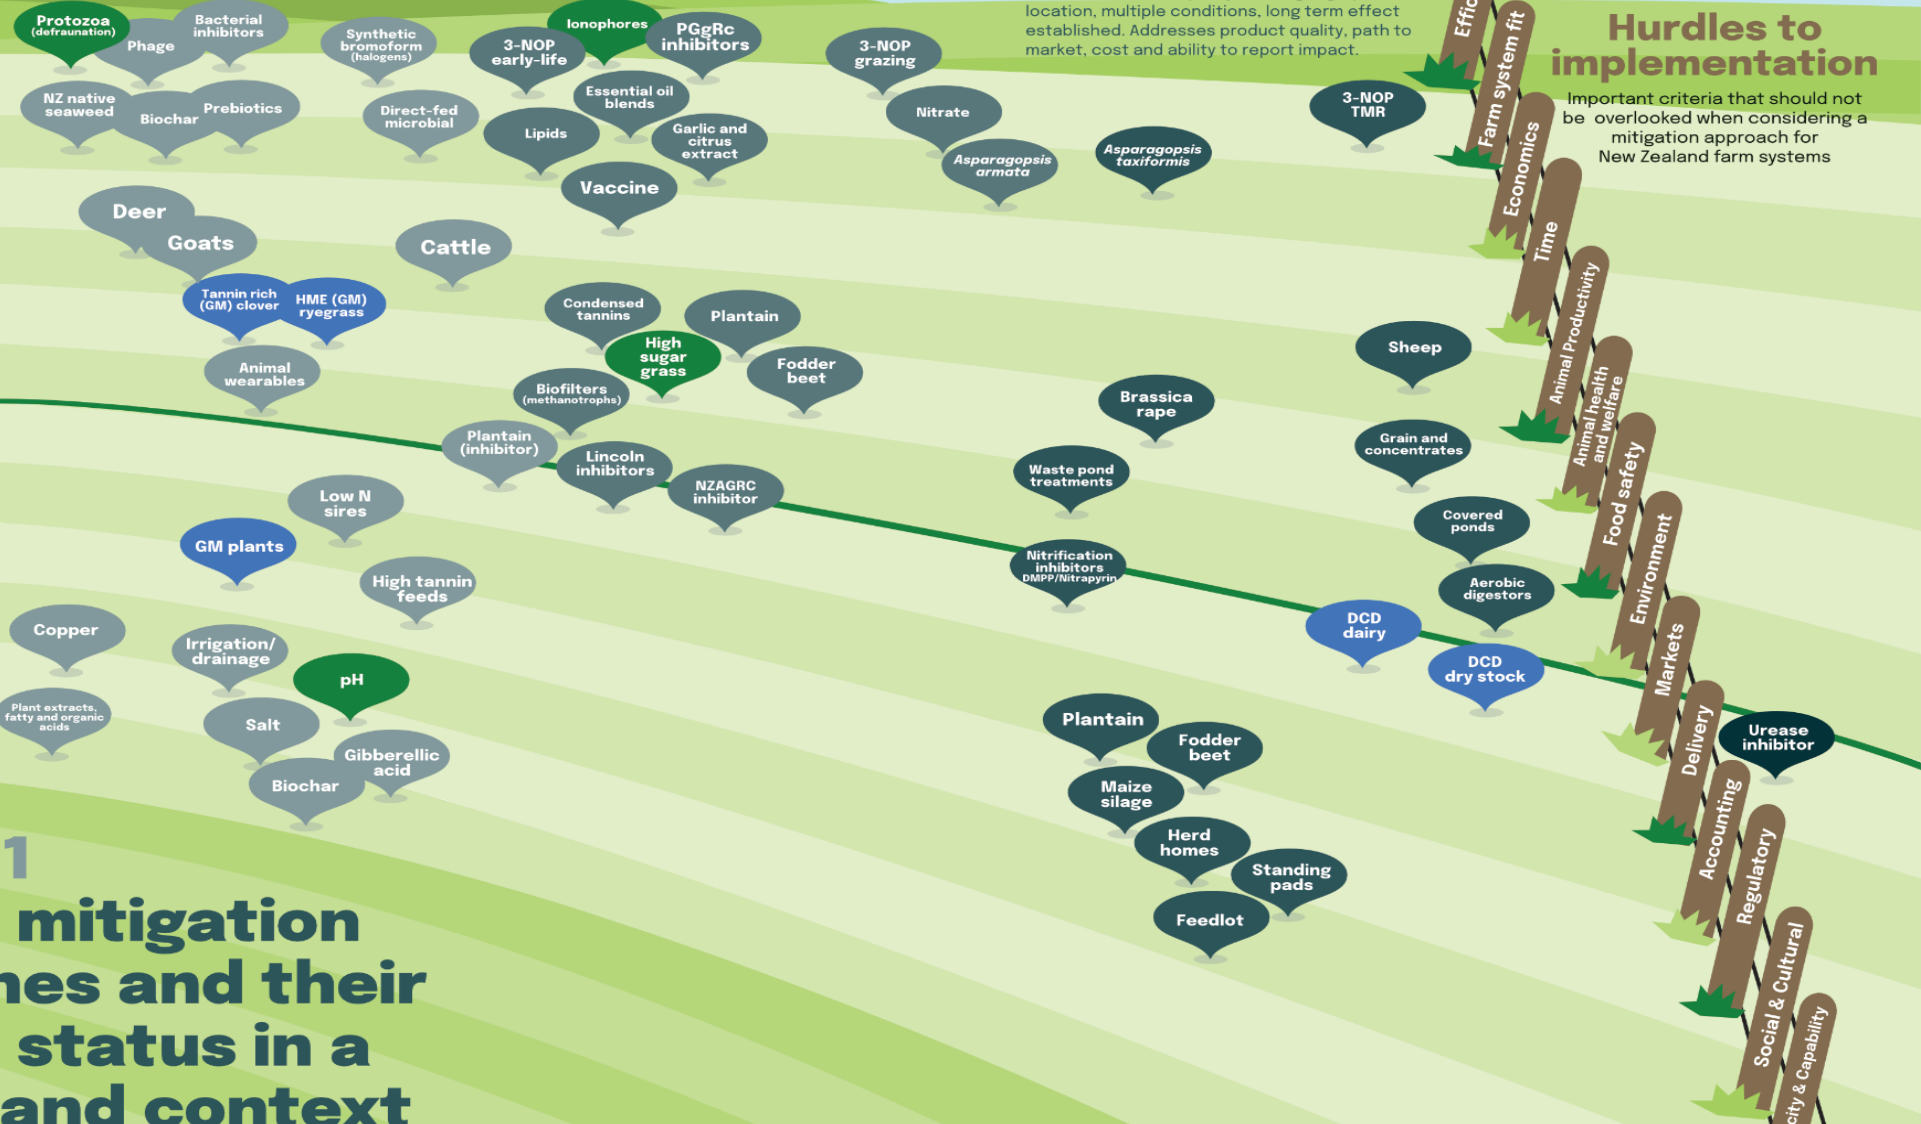 location, multiple conditions, long term effect
established. Addresses product quality, path to
market, cost and ability to report impact.
Hurdles to
implementation
Important criteria that should not
be overlooked when considering a
mitigation approach for
New Zealand farm systems
Protozoa
(defraunation)
Phage
Bacterial
inhibitors
Synthetic
bromoform
(halogens)
3-NOP
early-life
Ionophores
PGgRc
inhibitors
3-NOP
grazing
NZ native
seaweed
Biochar
Prebiotics
Direct-fed
microbial
Lipids
Essential oil
blends
Garlic and
citrus
extract
Nitrate
Asparagopsis
armata
Asparagopsis
taxiformis
3-NOP
TMR
Vaccine
Deer
Goats
Cattle
Tannin rich
(GM) clover
HME (GM)
ryegrass
Animal
wearables
Condensed
tannins
Plantain
High
sugar
grass
Fodder
beet
Biofilters
(methanotrophs)
Sheep
Brassica
rape
Grain and
concentrates
Plantain
(inhibitor)
Lincoln
inhibitors
NZAGRC
inhibitor
Waste pond
treatments
Covered
ponds
Low N
sires
GM plants
High tannin
feeds
Nitrification
inhibitors
DMPP/Nitrapyrin
Aerobic
digestors
DCD
dairy
DCD
dry stock
Urease
inhibitor
Copper
Irrigation/
drainage
pH
Plant extracts,
fatty and organic
acids
Salt
Gibberellic
acid
Biochar
Plantain
Fodder
beet
Maize
silage
Herd
homes
Standing
pads
Feedlot
Effic
Farm system fit
Economics
Time
Animal Productivity
Animal health
and welfare
Food safety
Environment
Markets
Delivery
Accounting
Regulatory
Social & Cultural
city & Capability
1
mitigation
nes and their
status in a
and context